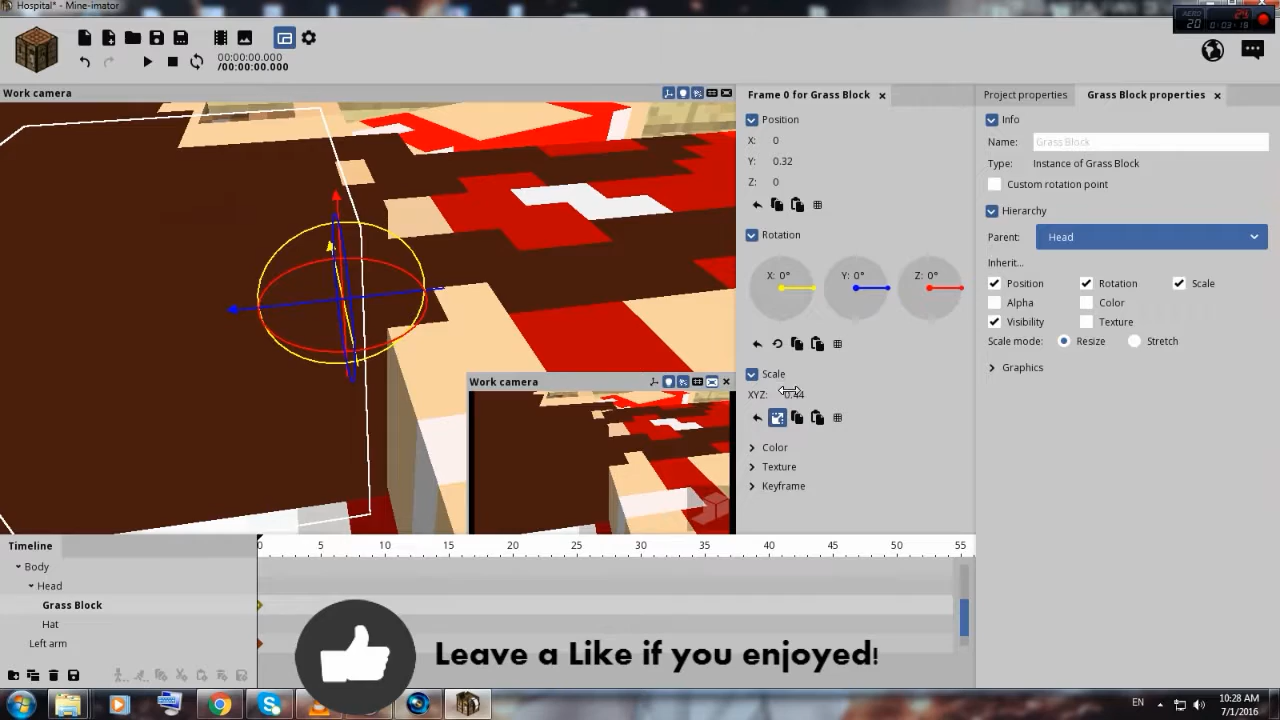 Hospital* - Mine-imator
AERO
20
0:03:18
00:00:00.000
/00:00:00.000
Work camera
Frame 0 for Grass Block
Position
X: 0
Y: 0.32
Z: 0
Rotation
X: 0°
Y: 0°
Z: 0°
Scale
XYZ: 0.44
Color
Texture
Keyframe
Project properties
Grass Block properties
Info
Name: Grass Block
Type: Instance of Grass Block
Custom rotation point
Hierarchy
Parent: Head
Inherit...
Position Rotation Scale
Alpha Color
Visibility Texture
Scale mode: Resize Stretch
Graphics
Work camera
Timeline
0 5 10 15 20 25 30 35 40 45 50 55
Body
Head
Grass Block
Hat
Left arm
Leave a Like if you enjoyed!
EN
10:28 AM
7/1/2016